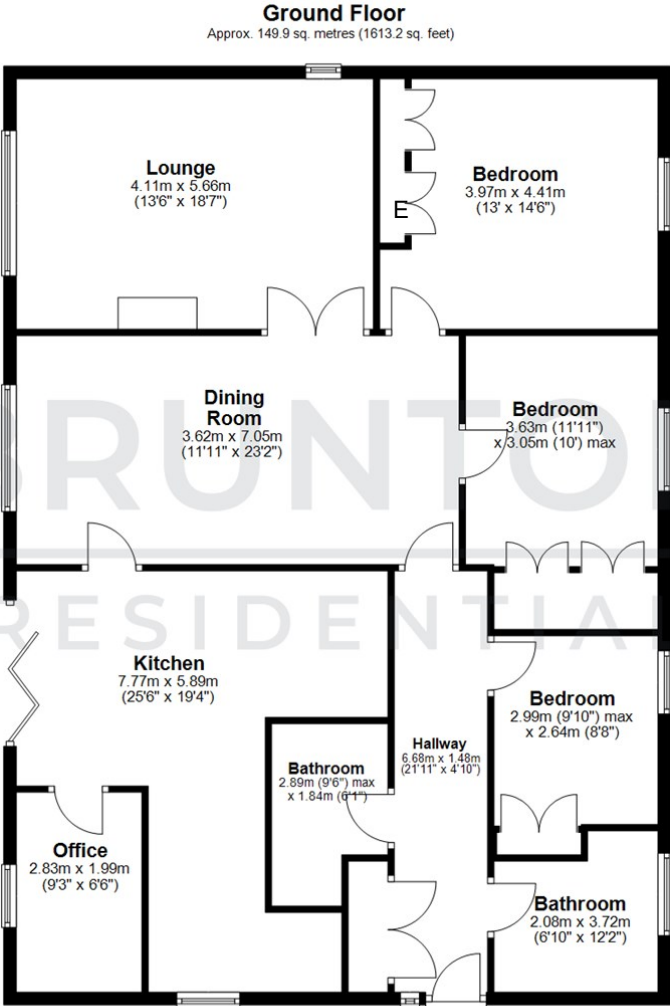 Ground Floor
Approx. 149.9 sq. metres (1613.2 sq. feet)
Lounge
4.11m x 5.66m
(13'6" x 18'7")
Bedroom
3.97m x 4.41m
(13' x 14'6")
E
Dining
Room
3.62m x 7.05m
(11'11" x 23'2")
Bedroom
3.63m (11'11")
x 3.05m (10') max
BRUNTON
RESIDENTIAL
Kitchen
7.77m x 5.89m
(25'6" x 19'4")
Bedroom
2.99m (9'10") max
x 2.64m (8'8")
Hallway
6.68m x 1.48m
(21'11" x 4'10")
Bathroom
2.89m (9'6") max
x 1.84m (6'1")
Office
2.83m x 1.99m
(9'3" x 6'6")
Bathroom
2.08m x 3.72m
(6'10" x 12'2")